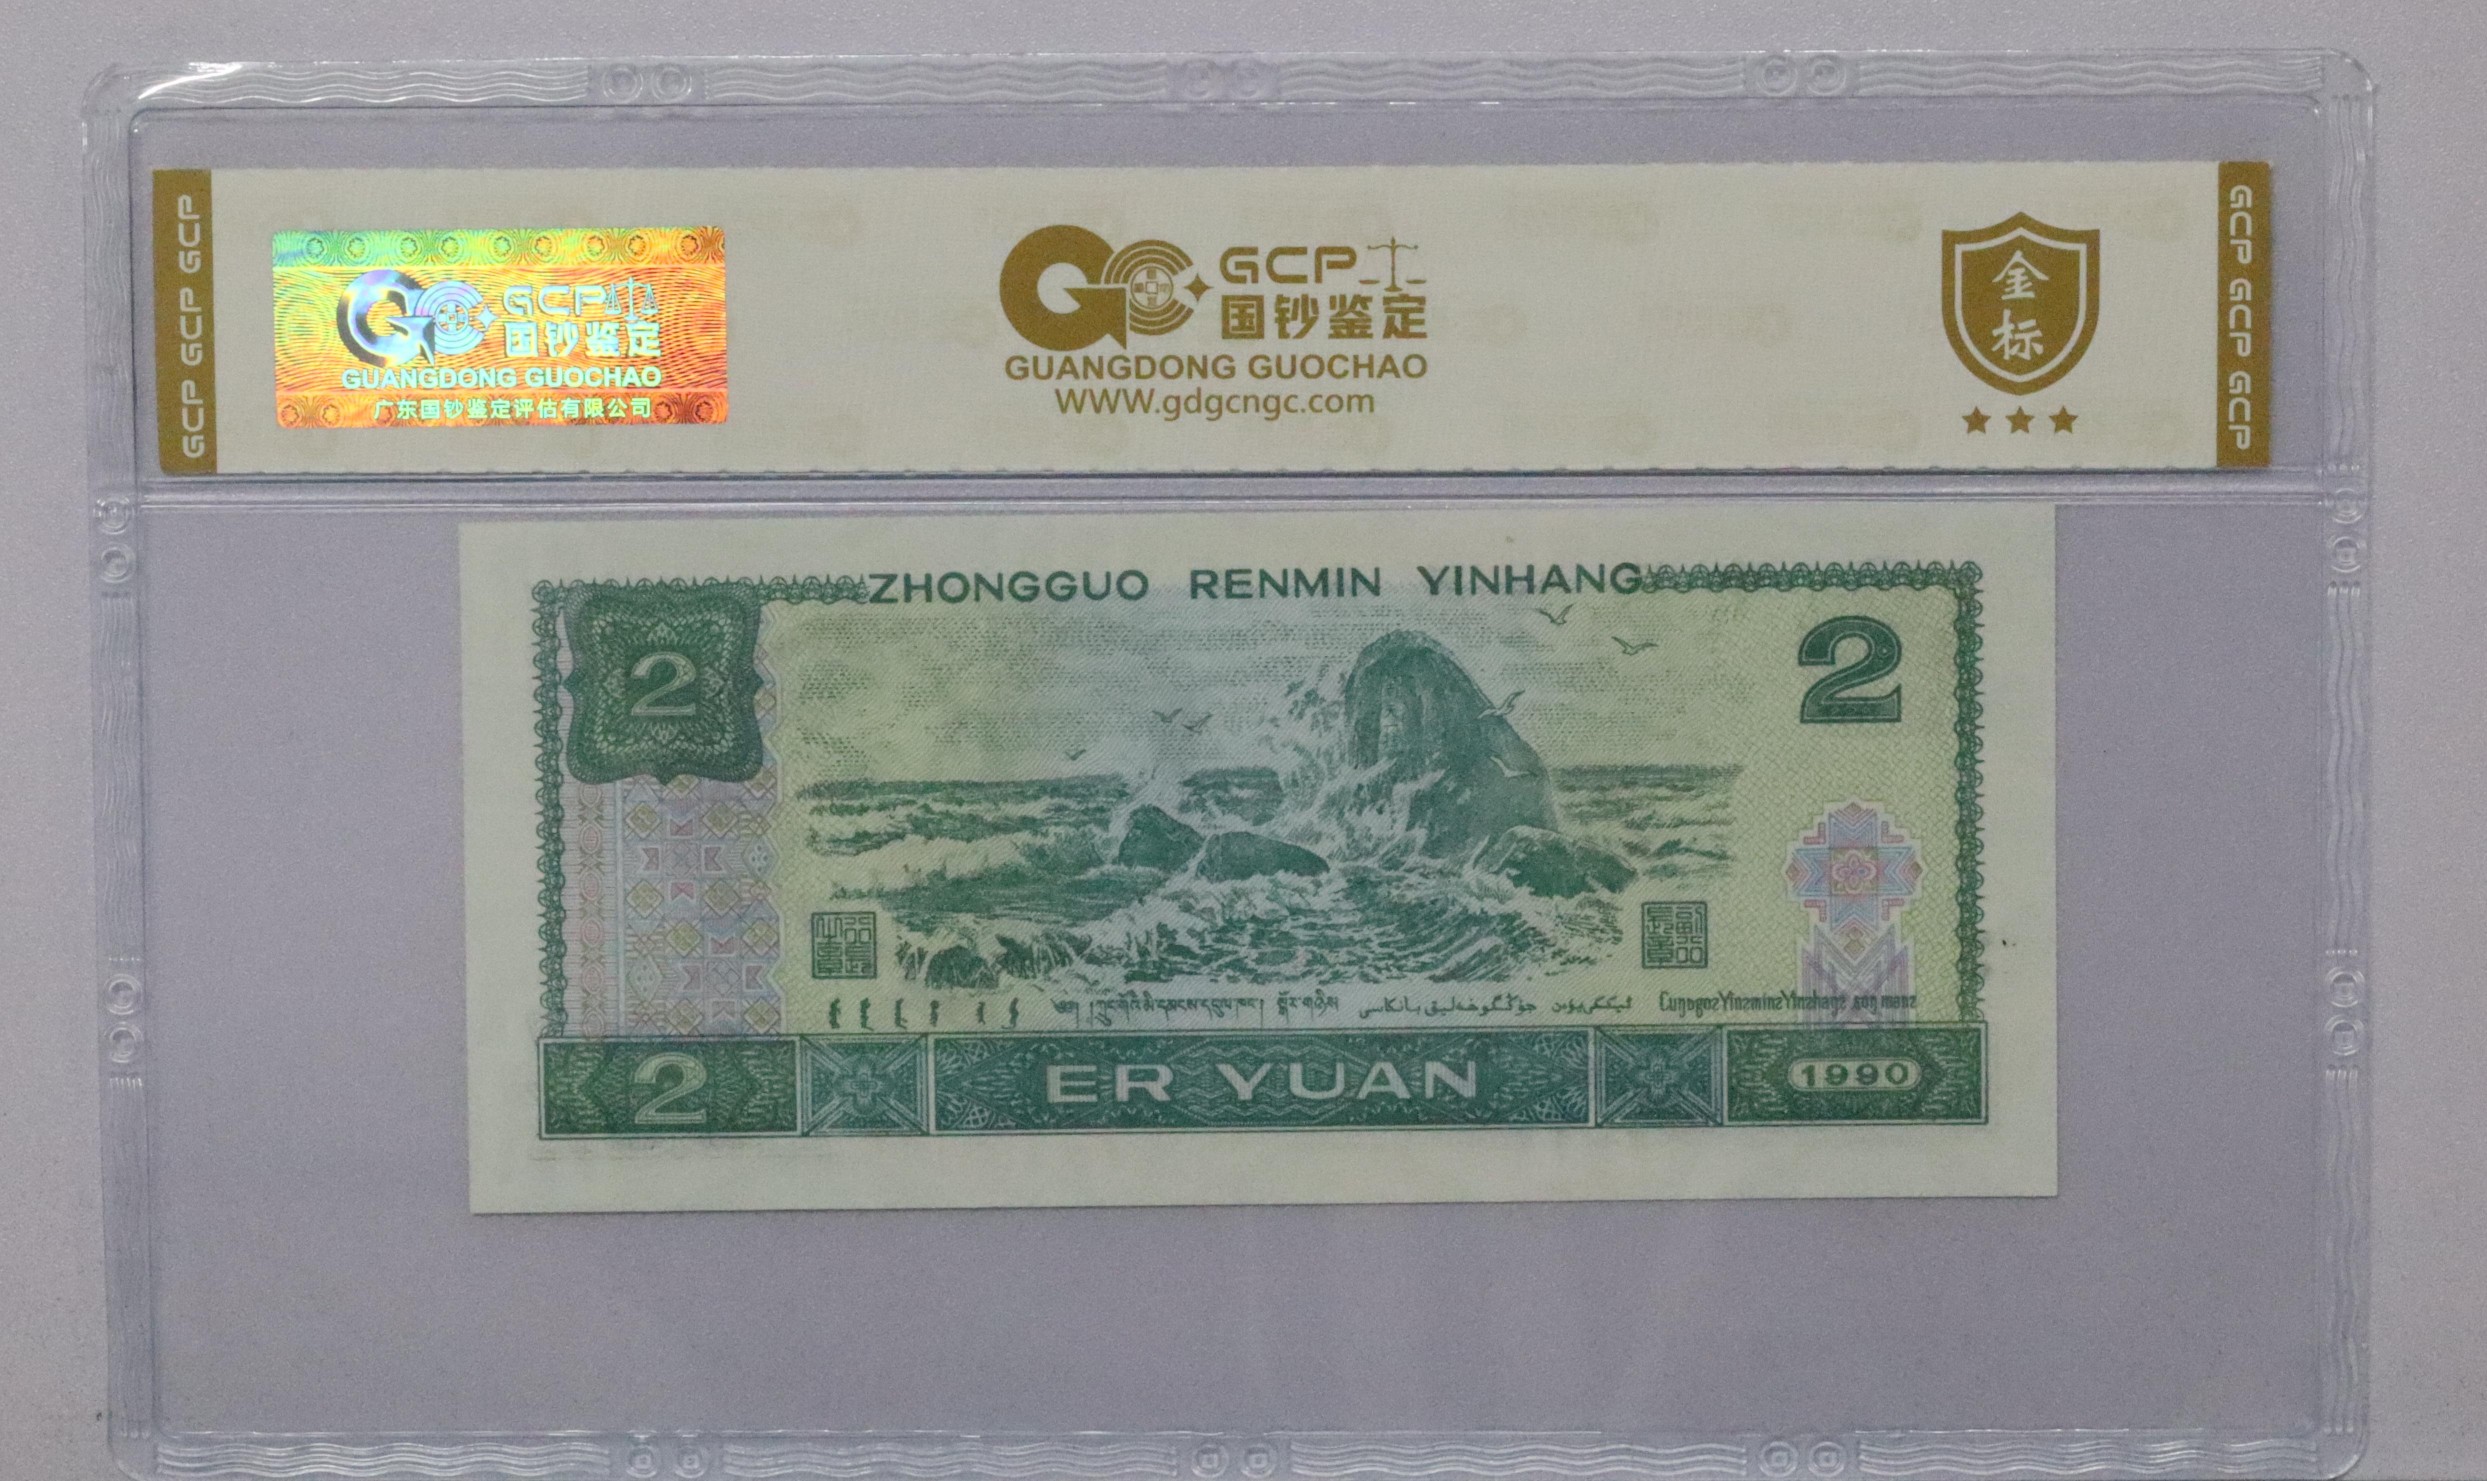 GCP GCP GCP
GCP
国钞鉴定
GUANGDONG GUOCHAO
广东国钞鉴定评估有限公司
GCP
国钞鉴定
GUANGDONG GUOCHAO
WWW.gdgcngc.com
金
标
GCP GCP GCP
ZHONGGUO RENMIN YINHANG
2
2
2
ER YUAN
1990